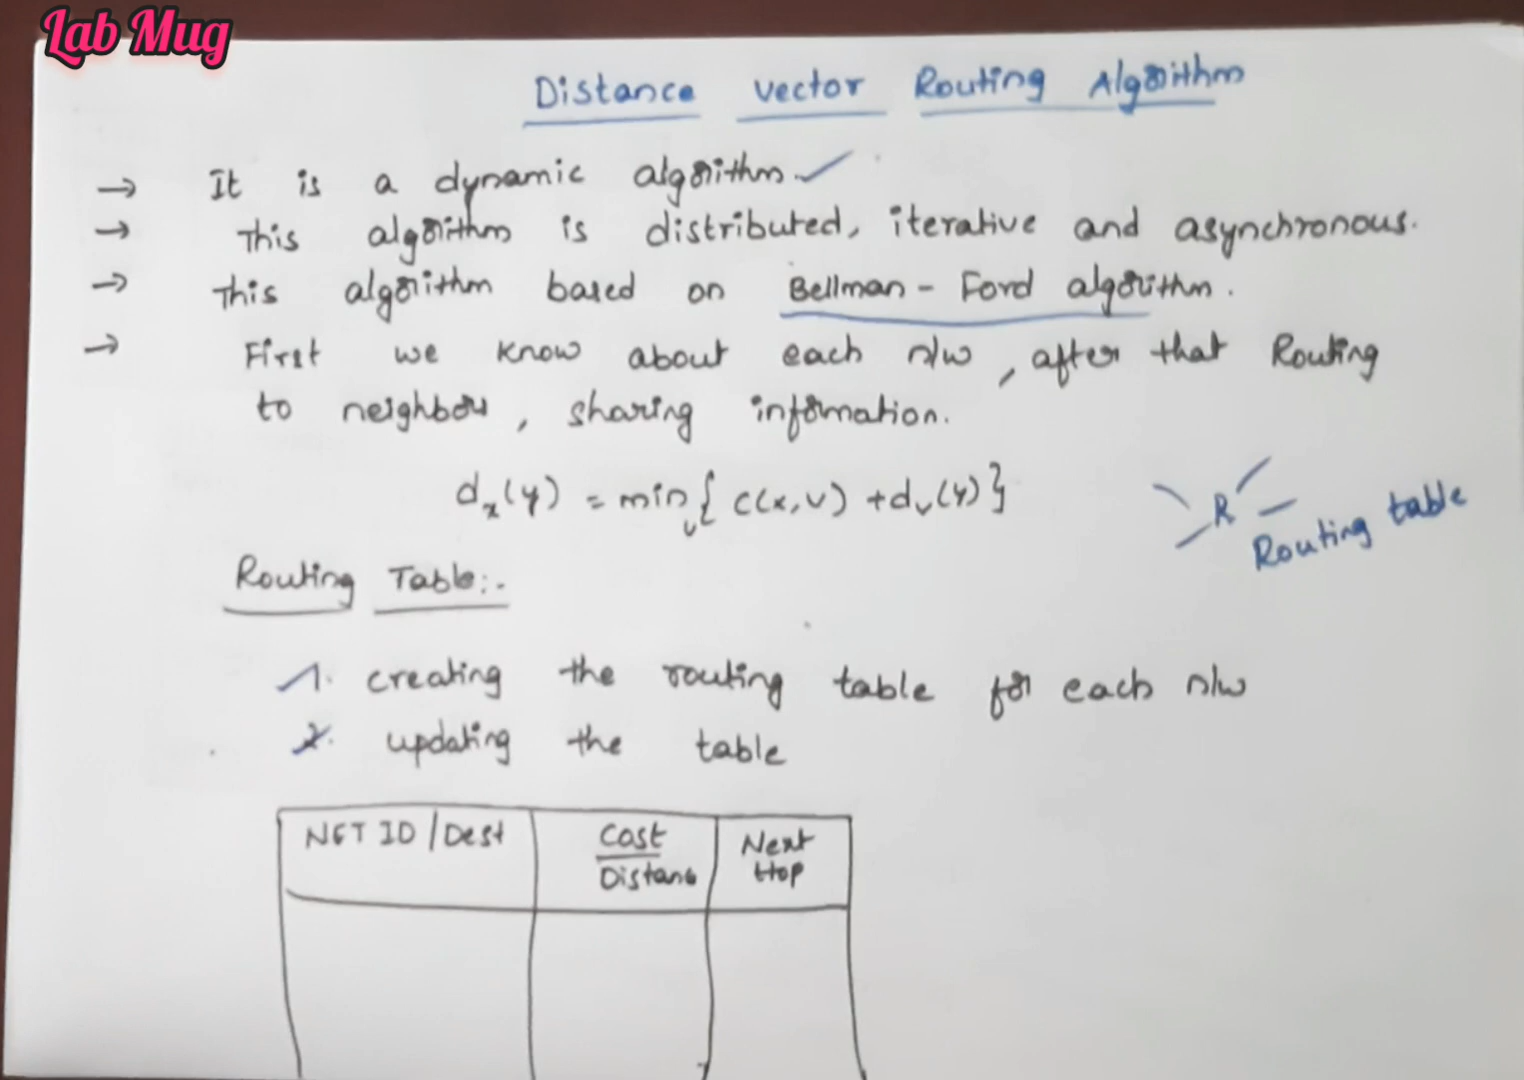 Lab Mug
Distance vector Routing Algorithm
→ It is a dynamic algorithm ✓
→ This algorithm is distributed, iterative and asynchronous.
→ This algorithm based on Bellman - Ford algorithm.
→ First we know about each n/w, after that Routing
to neighbors, sharing information.
dx(y) = minv{ c(x,v) + dv(y) }
R
Routing table
Routing Table:-
1. creating the routing table for each n/w
2. updating the table
NET ID / Dest
Cost
Distance
Next
Hop